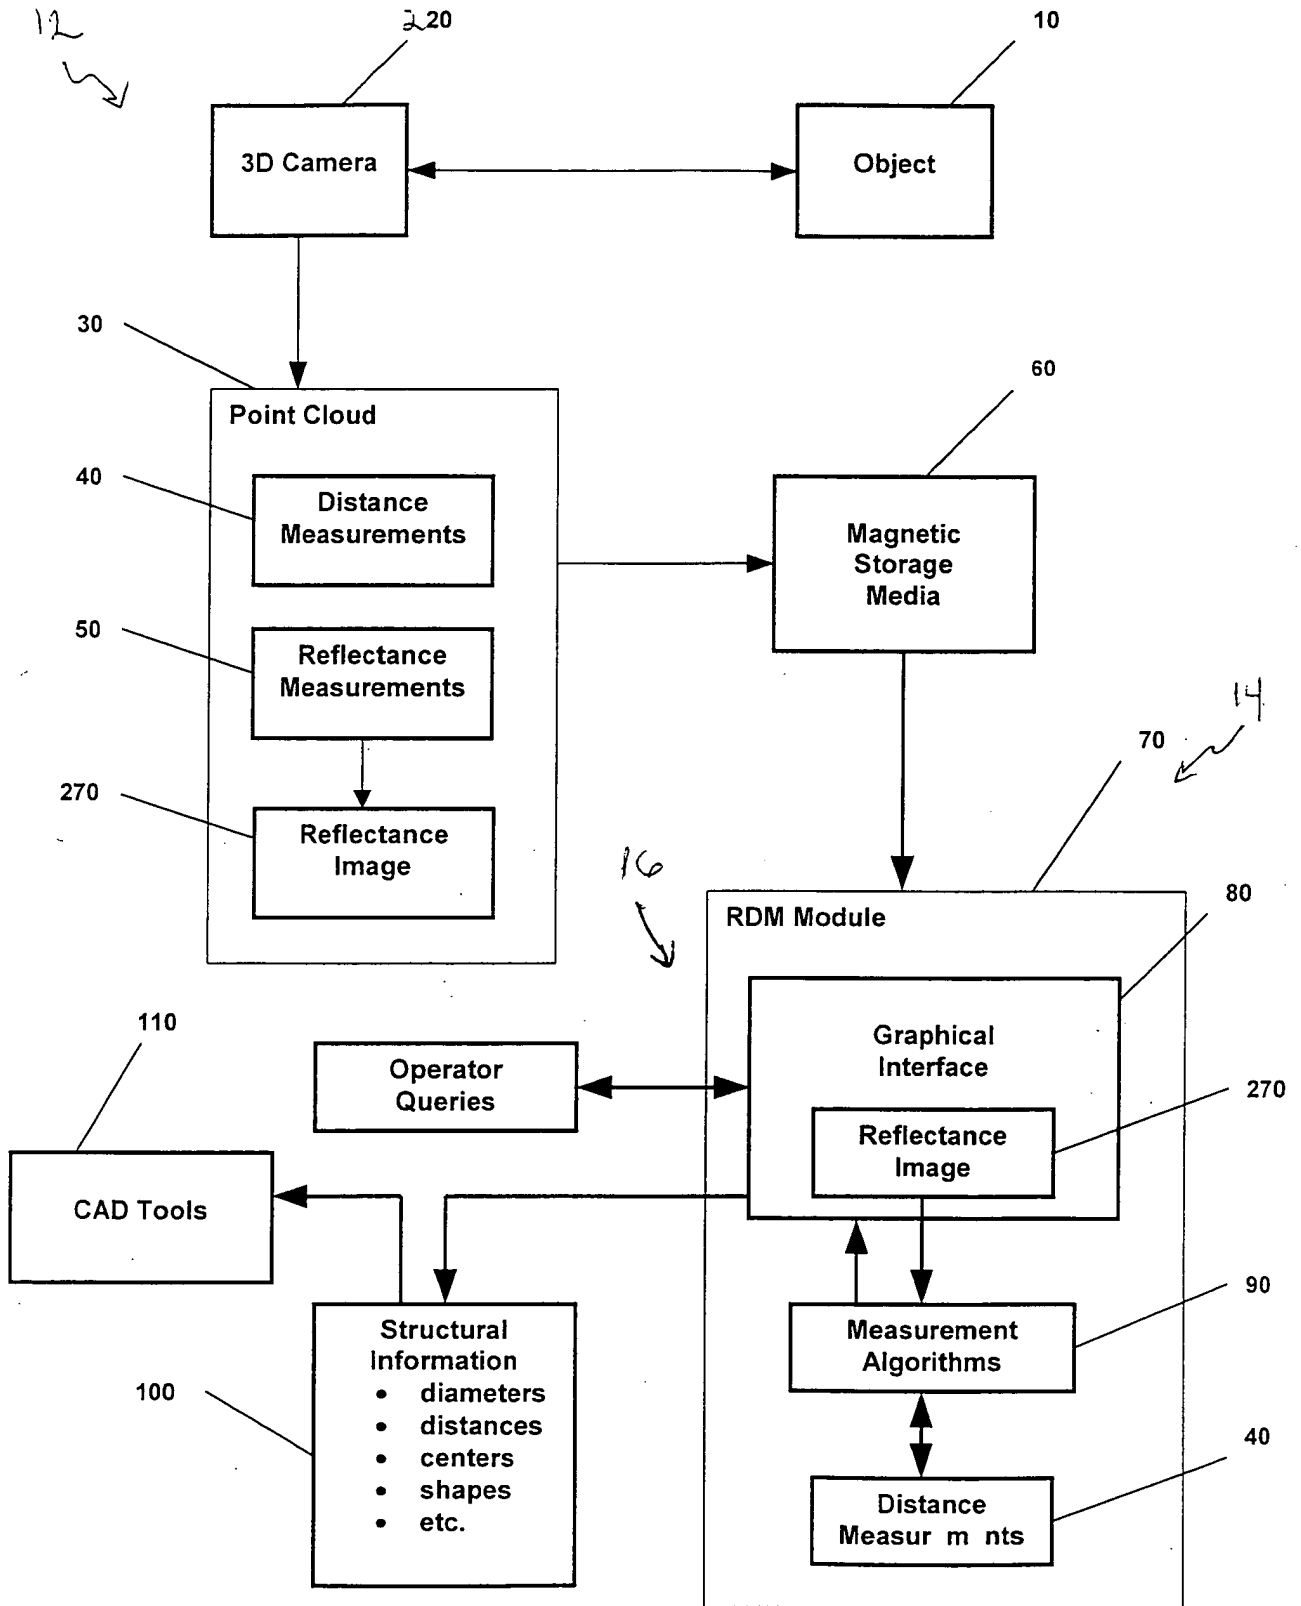 12
220
10
3D Camera
Object
30
60
Point Cloud
40
Distance
Measurements
Magnetic
Storage
Media
50
Reflectance
Measurements
14
70
270
Reflectance
Image
16
80
RDM Module
110
Graphical
Interface
Operator
Queries
270
Reflectance
Image
CAD Tools
90
Structural
Information
• diameters
• distances
• centers
• shapes
• etc.
Measurement
Algorithms
100
40
Distance
Measur m nts